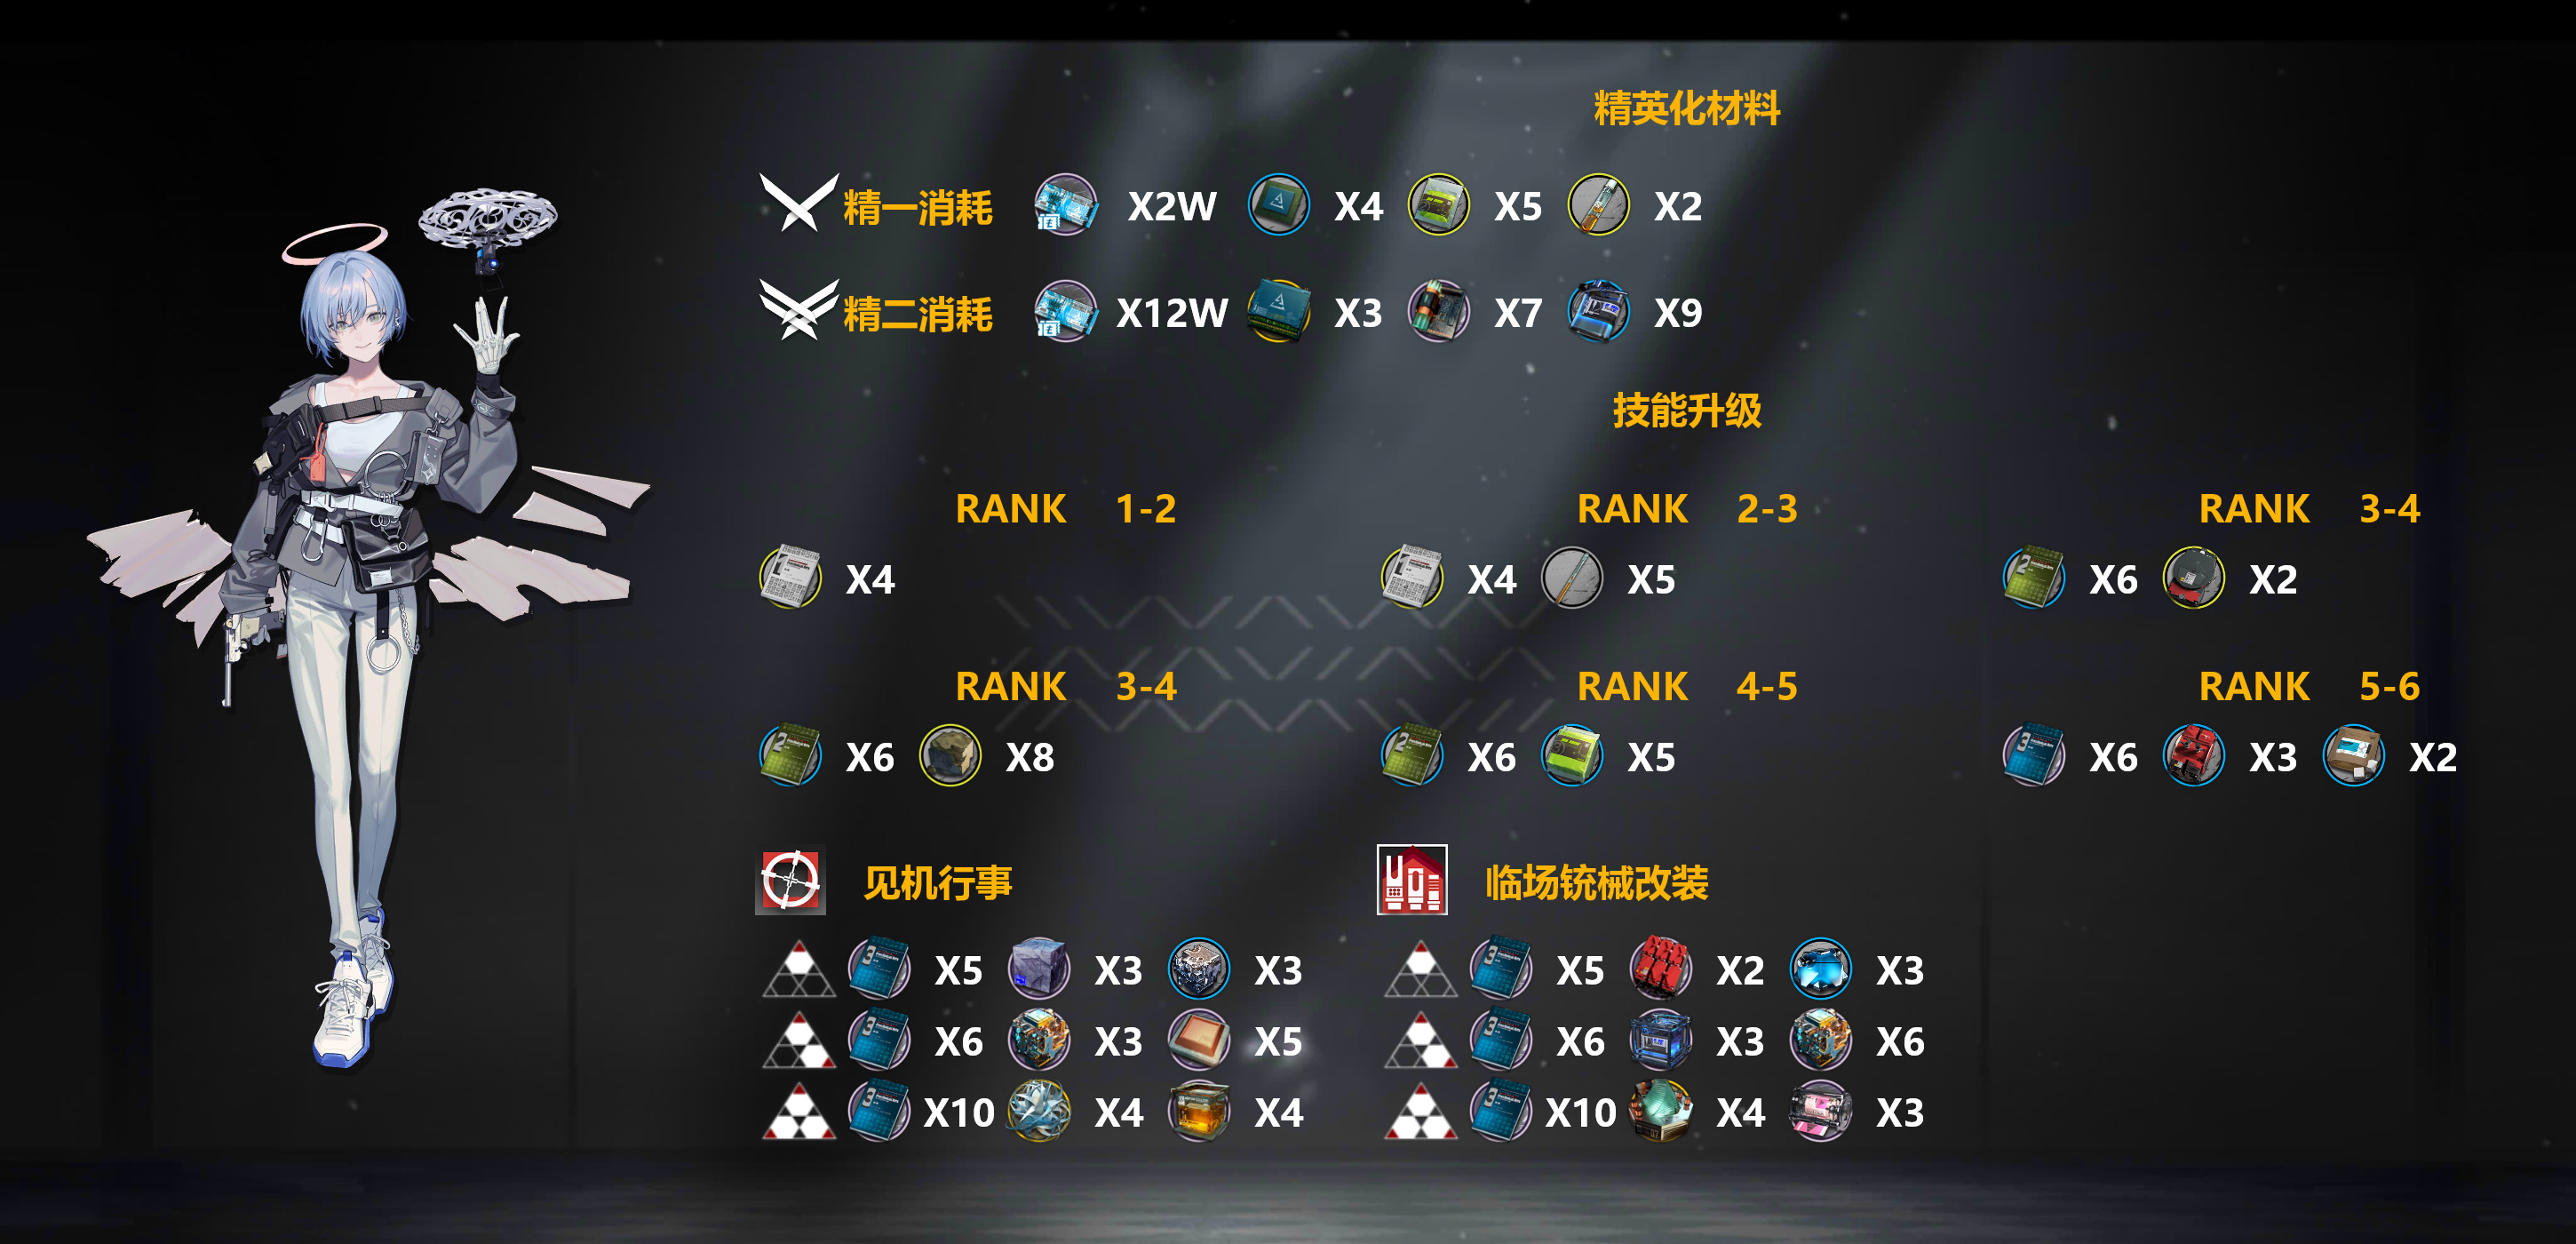 精英化材料
精一消耗 X2W X4 X5 X2
精二消耗 X12W X3 X7 X9
技能升级
RANK 1-2 RANK 2-3 RANK 3-4
X4 X4 X5 X6 X2
RANK 3-4 RANK 4-5 RANK 5-6
X6 X8 X6 X5 X6 X3 X2
见机行事 临场铳械改装
X5 X3 X3 X5 X2 X3
X6 X3 X5 X6 X3 X6
X10 X4 X4 X10 X4 X3